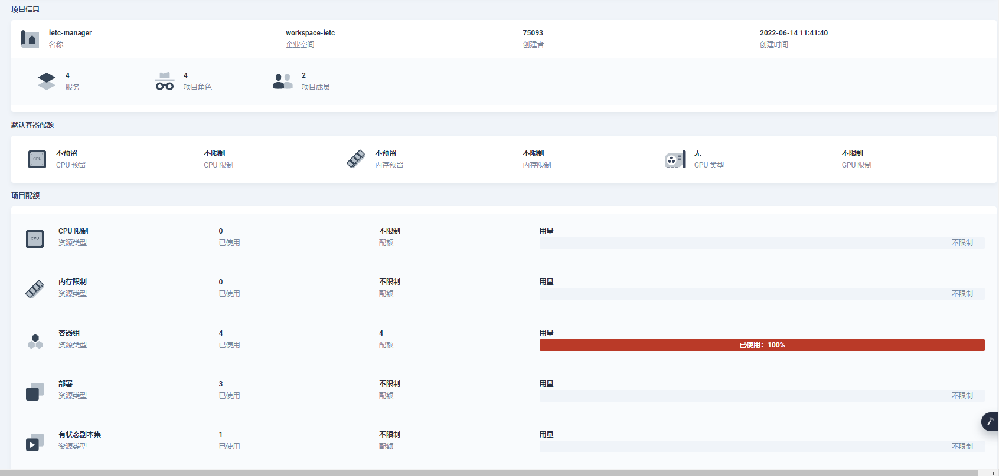 项目信息
ietc-manager
名称
workspace-ietc
企业空间
75093
创建者
2022-06-14 11:41:40
创建时间
4
服务
4
项目角色
2
项目成员
默认容器配额
CPU
不预留
CPU 预留
不限制
CPU 限制
不预留
内存预留
不限制
内存限制
无
GPU 类型
不限制
GPU 限制
项目配额
CPU
CPU 限制
资源类型
0
已使用
不限制
配额
用量
不限制
内存限制
资源类型
0
已使用
不限制
配额
用量
不限制
容器组
资源类型
4
已使用
4
配额
用量
已使用：100%
部署
资源类型
3
已使用
不限制
配额
用量
不限制
有状态副本集
资源类型
1
已使用
不限制
配额
用量
不限制